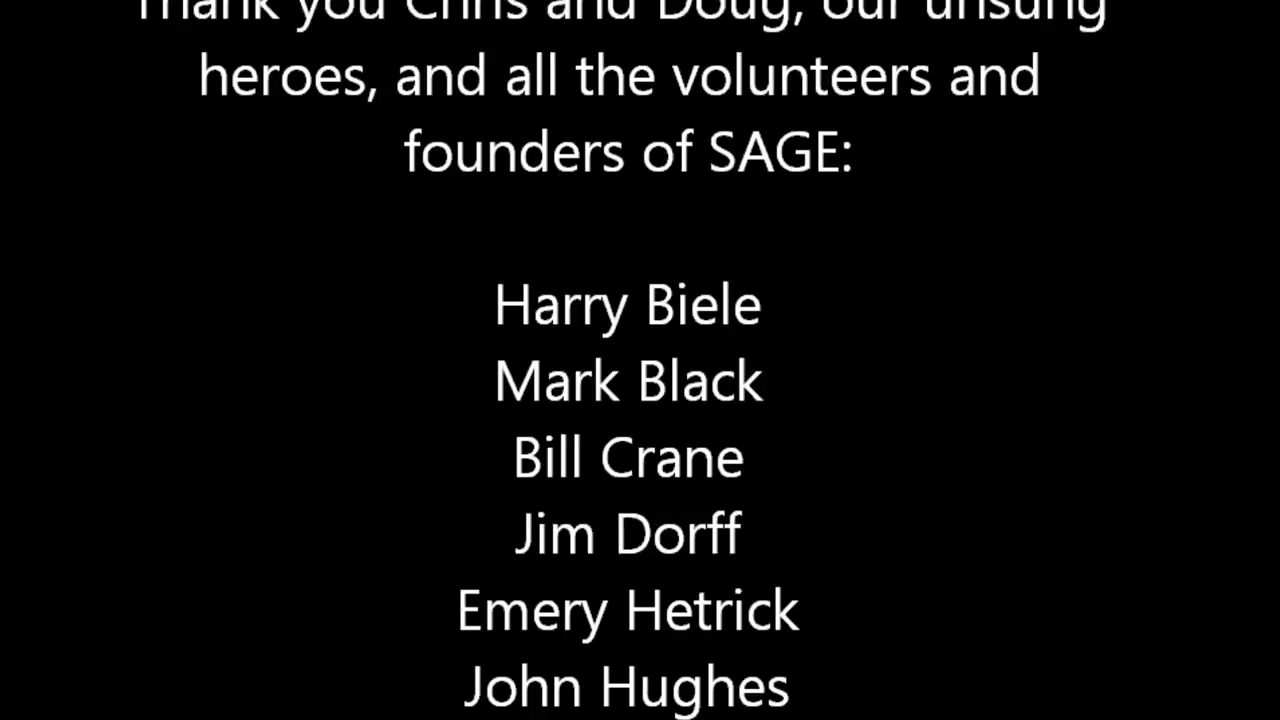 Thank you Chris and Doug, our unsung
heroes, and all the volunteers and
founders of SAGE:
Harry Biele
Mark Black
Bill Crane
Jim Dorff
Emery Hetrick
John Hughes